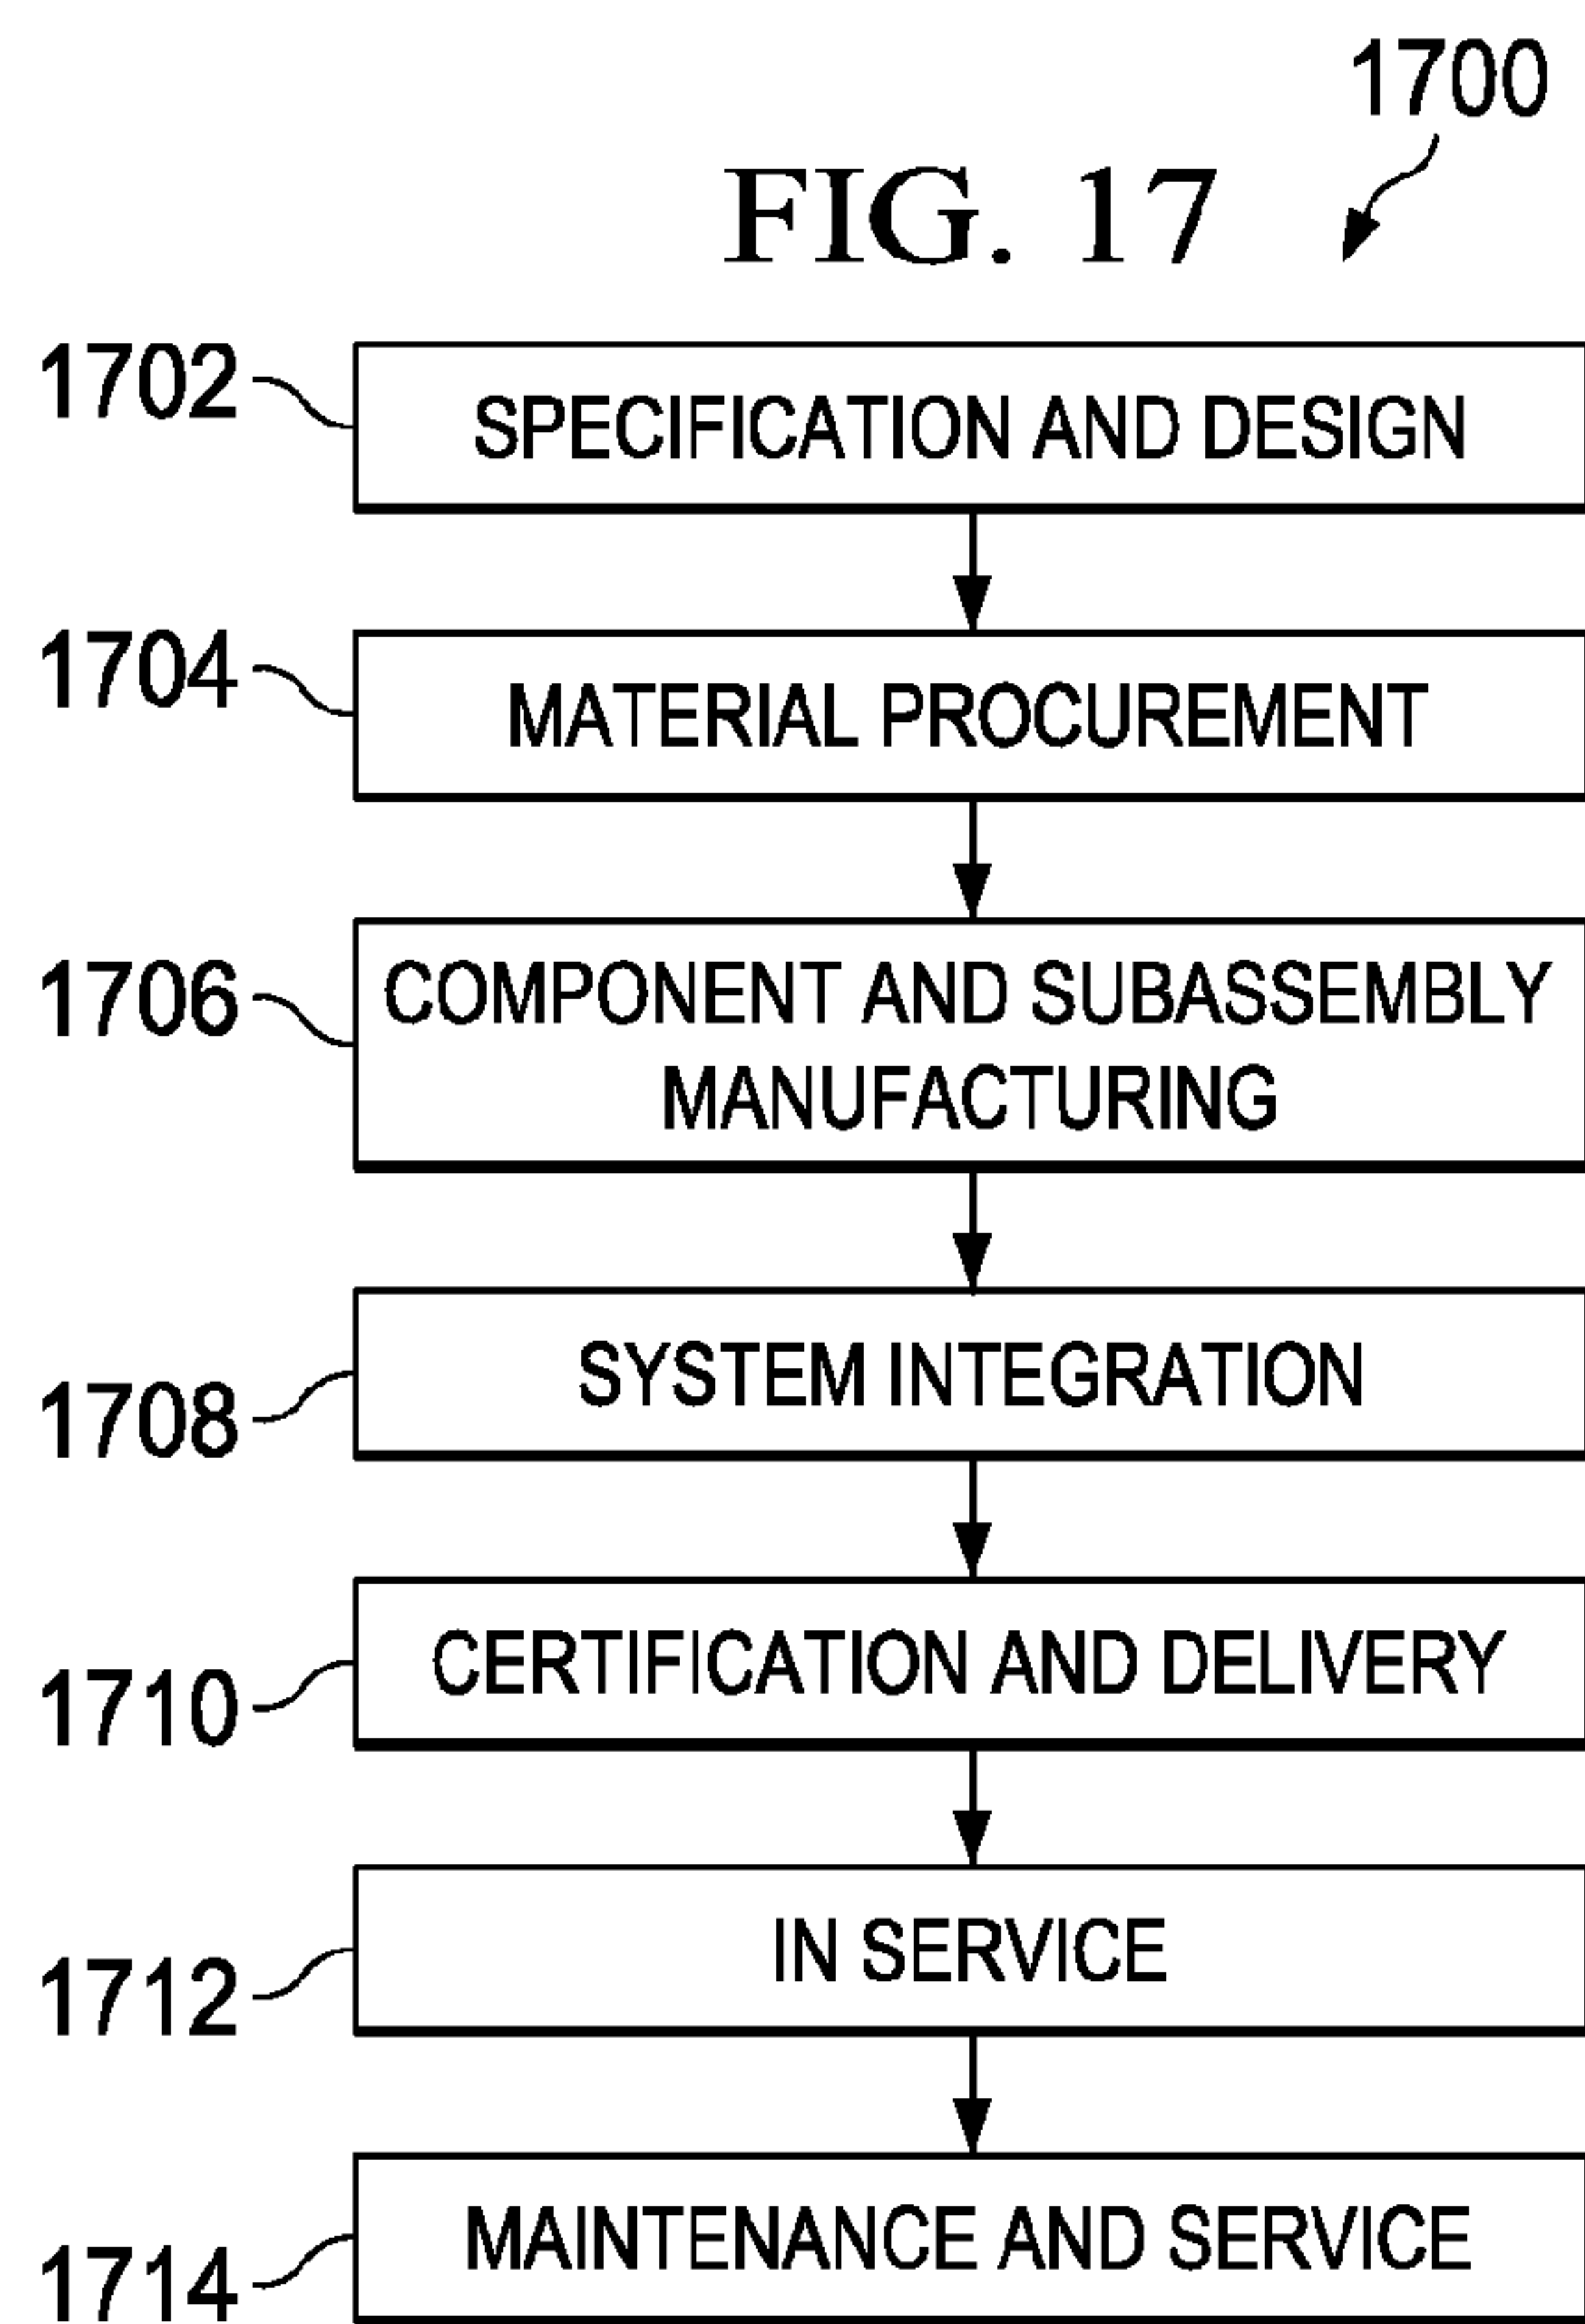 1700
FIG. 17
1702
SPECIFICATION AND DESIGN
1704
MATERIAL PROCUREMENT
1706
COMPONENT AND SUBASSEMBLY
MANUFACTURING
1708
SYSTEM INTEGRATION
1710
CERTIFICATION AND DELIVERY
1712
IN SERVICE
1714
MAINTENANCE AND SERVICE